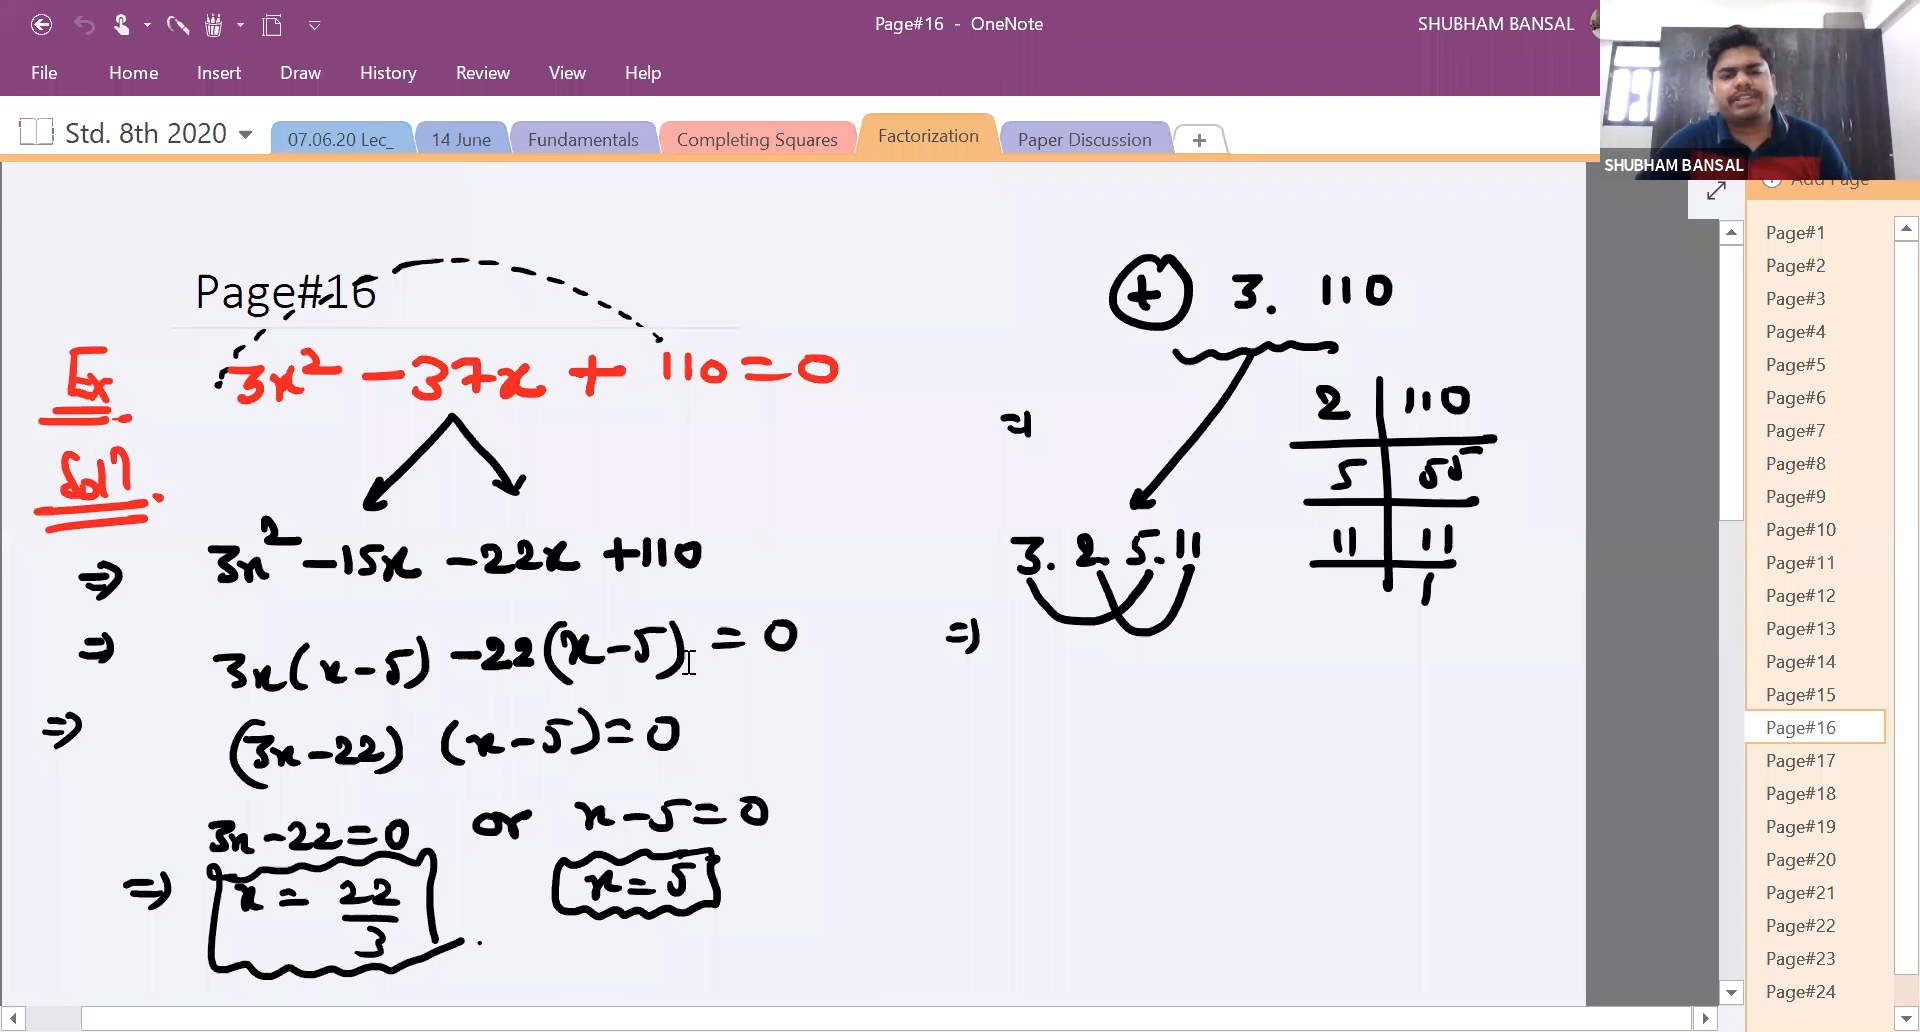 Page#16 - OneNote
SHUBHAM BANSAL
File Home Insert Draw History Review View Help
Std. 8th 2020
07.06.20 Lec_
14 June
Fundamentals
Completing Squares
Factorization
Paper Discussion
+
SHUBHAM BANSAL
Add Page
Page#16
Ex
3x² - 37x + 110 = 0
Solⁿ.
⇒ 3x² - 15x - 22x + 110
⇒ 3x(x-5) - 22(x-5) = 0
⇒ (3x-22) (x-5) = 0
3x-22=0 or x-5=0
⇒ x = 22/3
x = 5
+ 3. 110
⇒
2 | 110
5 | 55
11 | 11
1
3. 2. 5. 11
⇒
Page#1
Page#2
Page#3
Page#4
Page#5
Page#6
Page#7
Page#8
Page#9
Page#10
Page#11
Page#12
Page#13
Page#14
Page#15
Page#16
Page#17
Page#18
Page#19
Page#20
Page#21
Page#22
Page#23
Page#24